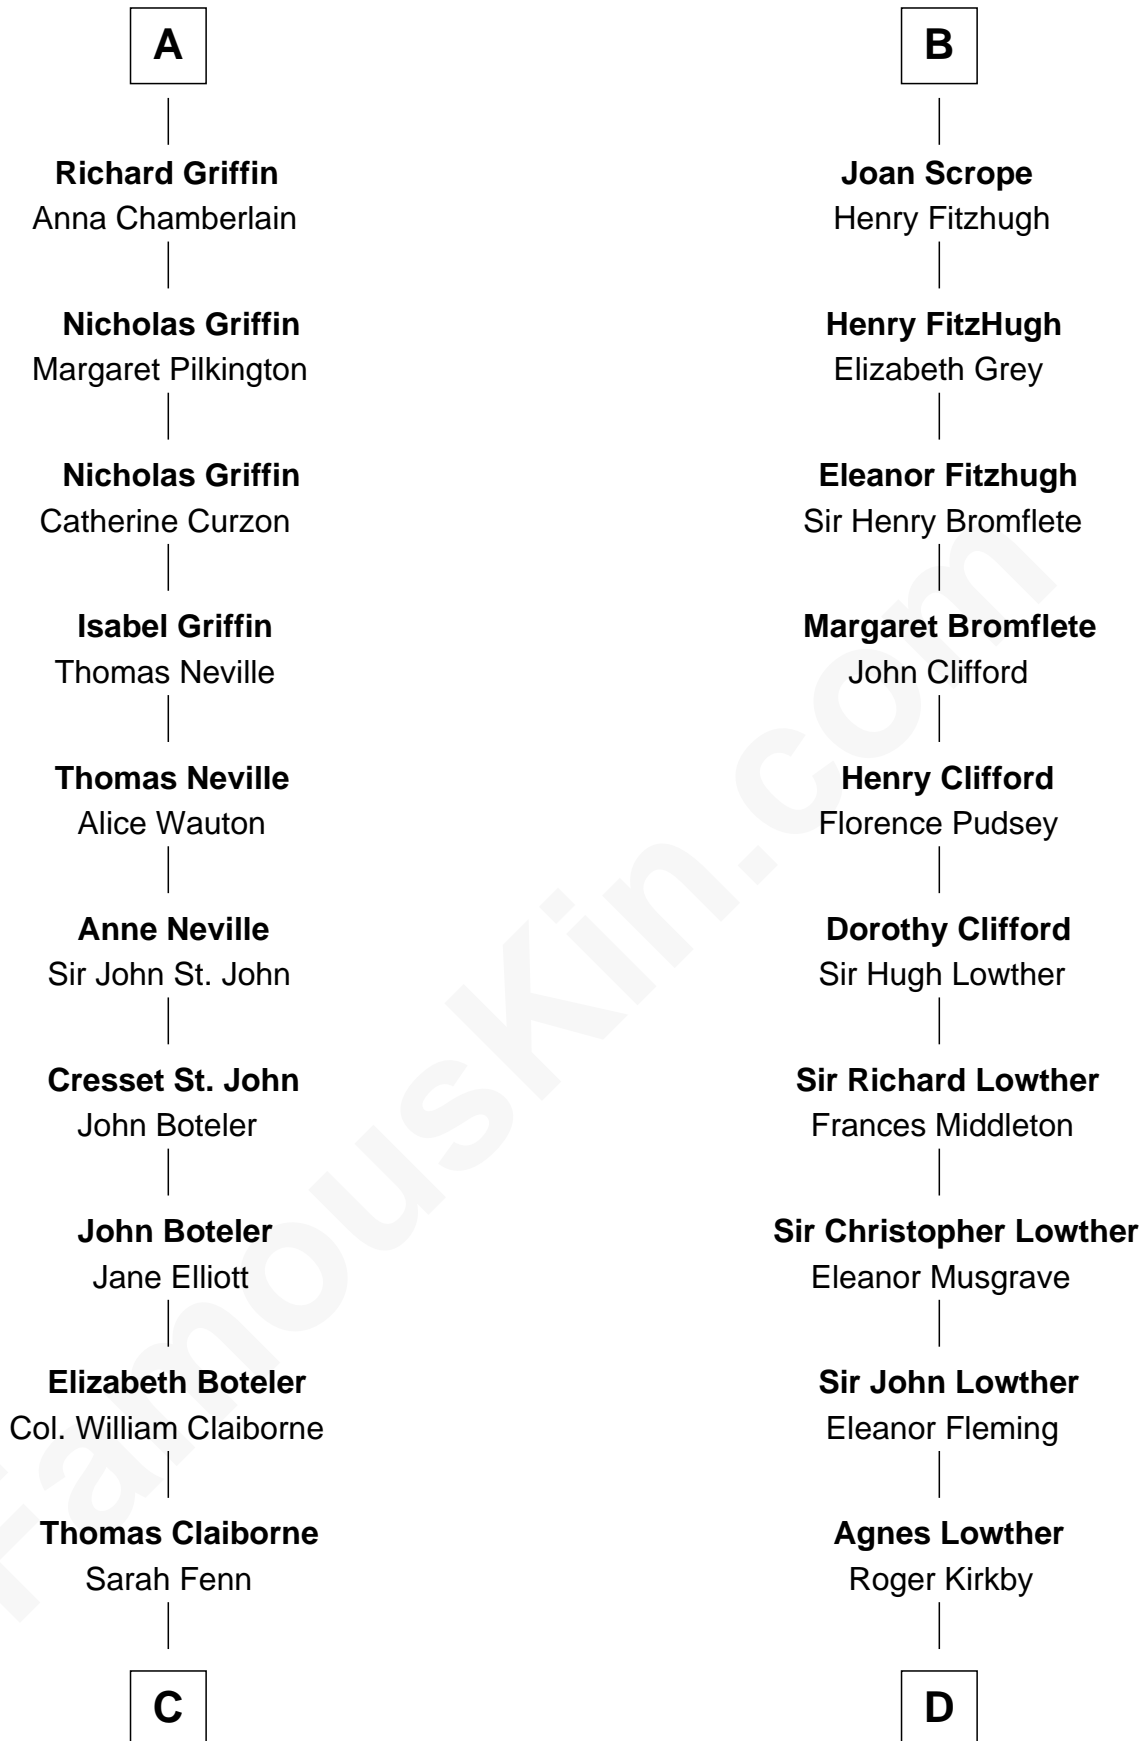 A
Richard Griffin
Anna Chamberlain
Nicholas Griffin
Margaret Pilkington
Nicholas Griffin
Catherine Curzon
Isabel Griffin
Thomas Neville
Thomas Neville
Alice Wauton
Anne Neville
Sir John St. John
Cresset St. John
John Boteler
John Boteler
Jane Elliott
Elizabeth Boteler
Col. William Claiborne
Thomas Claiborne
Sarah Fenn
C
B
Joan Scrope
Henry Fitzhugh
Henry FitzHugh
Elizabeth Grey
Eleanor Fitzhugh
Sir Henry Bromflete
Margaret Bromflete
John Clifford
Henry Clifford
Florence Pudsey
Dorothy Clifford
Sir Hugh Lowther
Sir Richard Lowther
Frances Middleton
Sir Christopher Lowther
Eleanor Musgrave
Sir John Lowther
Eleanor Fleming
Agnes Lowther
Roger Kirkby
D
FamousKin.com